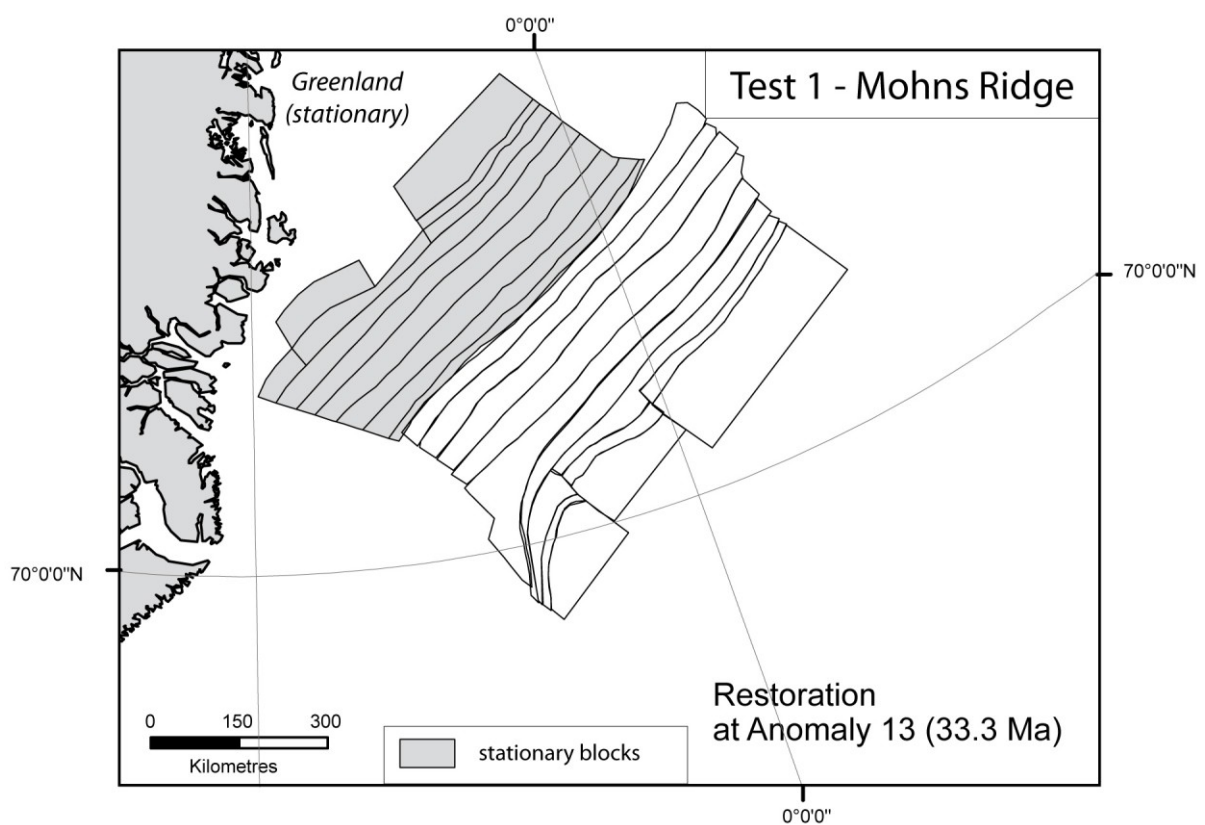 0°0'0"
Greenland
(stationary)
Test 1 - Mohns Ridge
70°0'0"N
70°0'0"N
Restoration
at Anomaly 13 (33.3 Ma)
0 150 300
Kilometres
stationary blocks
0°0'0"